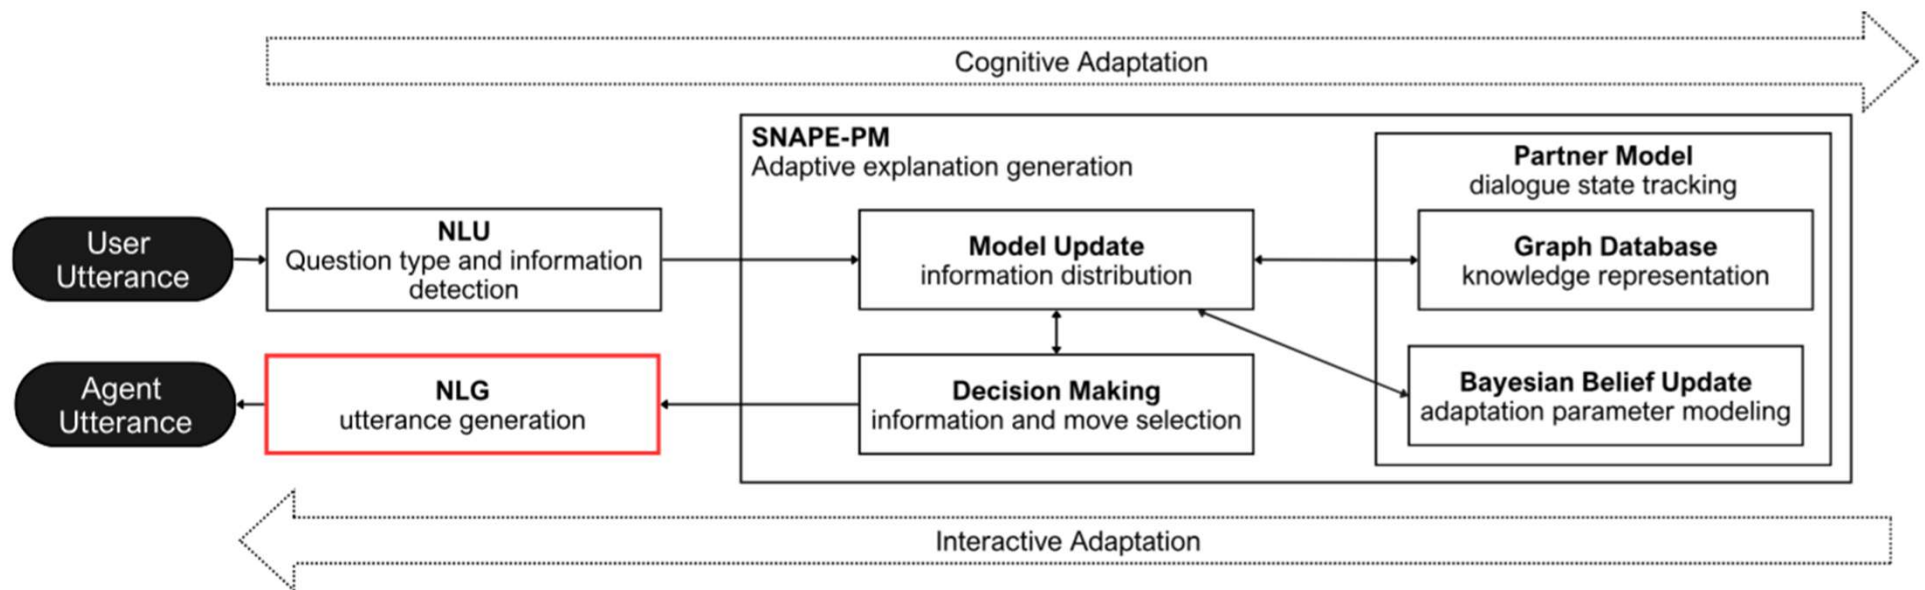 Cognitive Adaptation
SNAPE-PM
Adaptive explanation generation
Partner Model
dialogue state tracking
User
Utterance
NLU
Question type and information
detection
Model Update
information distribution
Graph Database
knowledge representation
Agent
Utterance
NLG
utterance generation
Decision Making
information and move selection
Bayesian Belief Update
adaptation parameter modeling
Interactive Adaptation